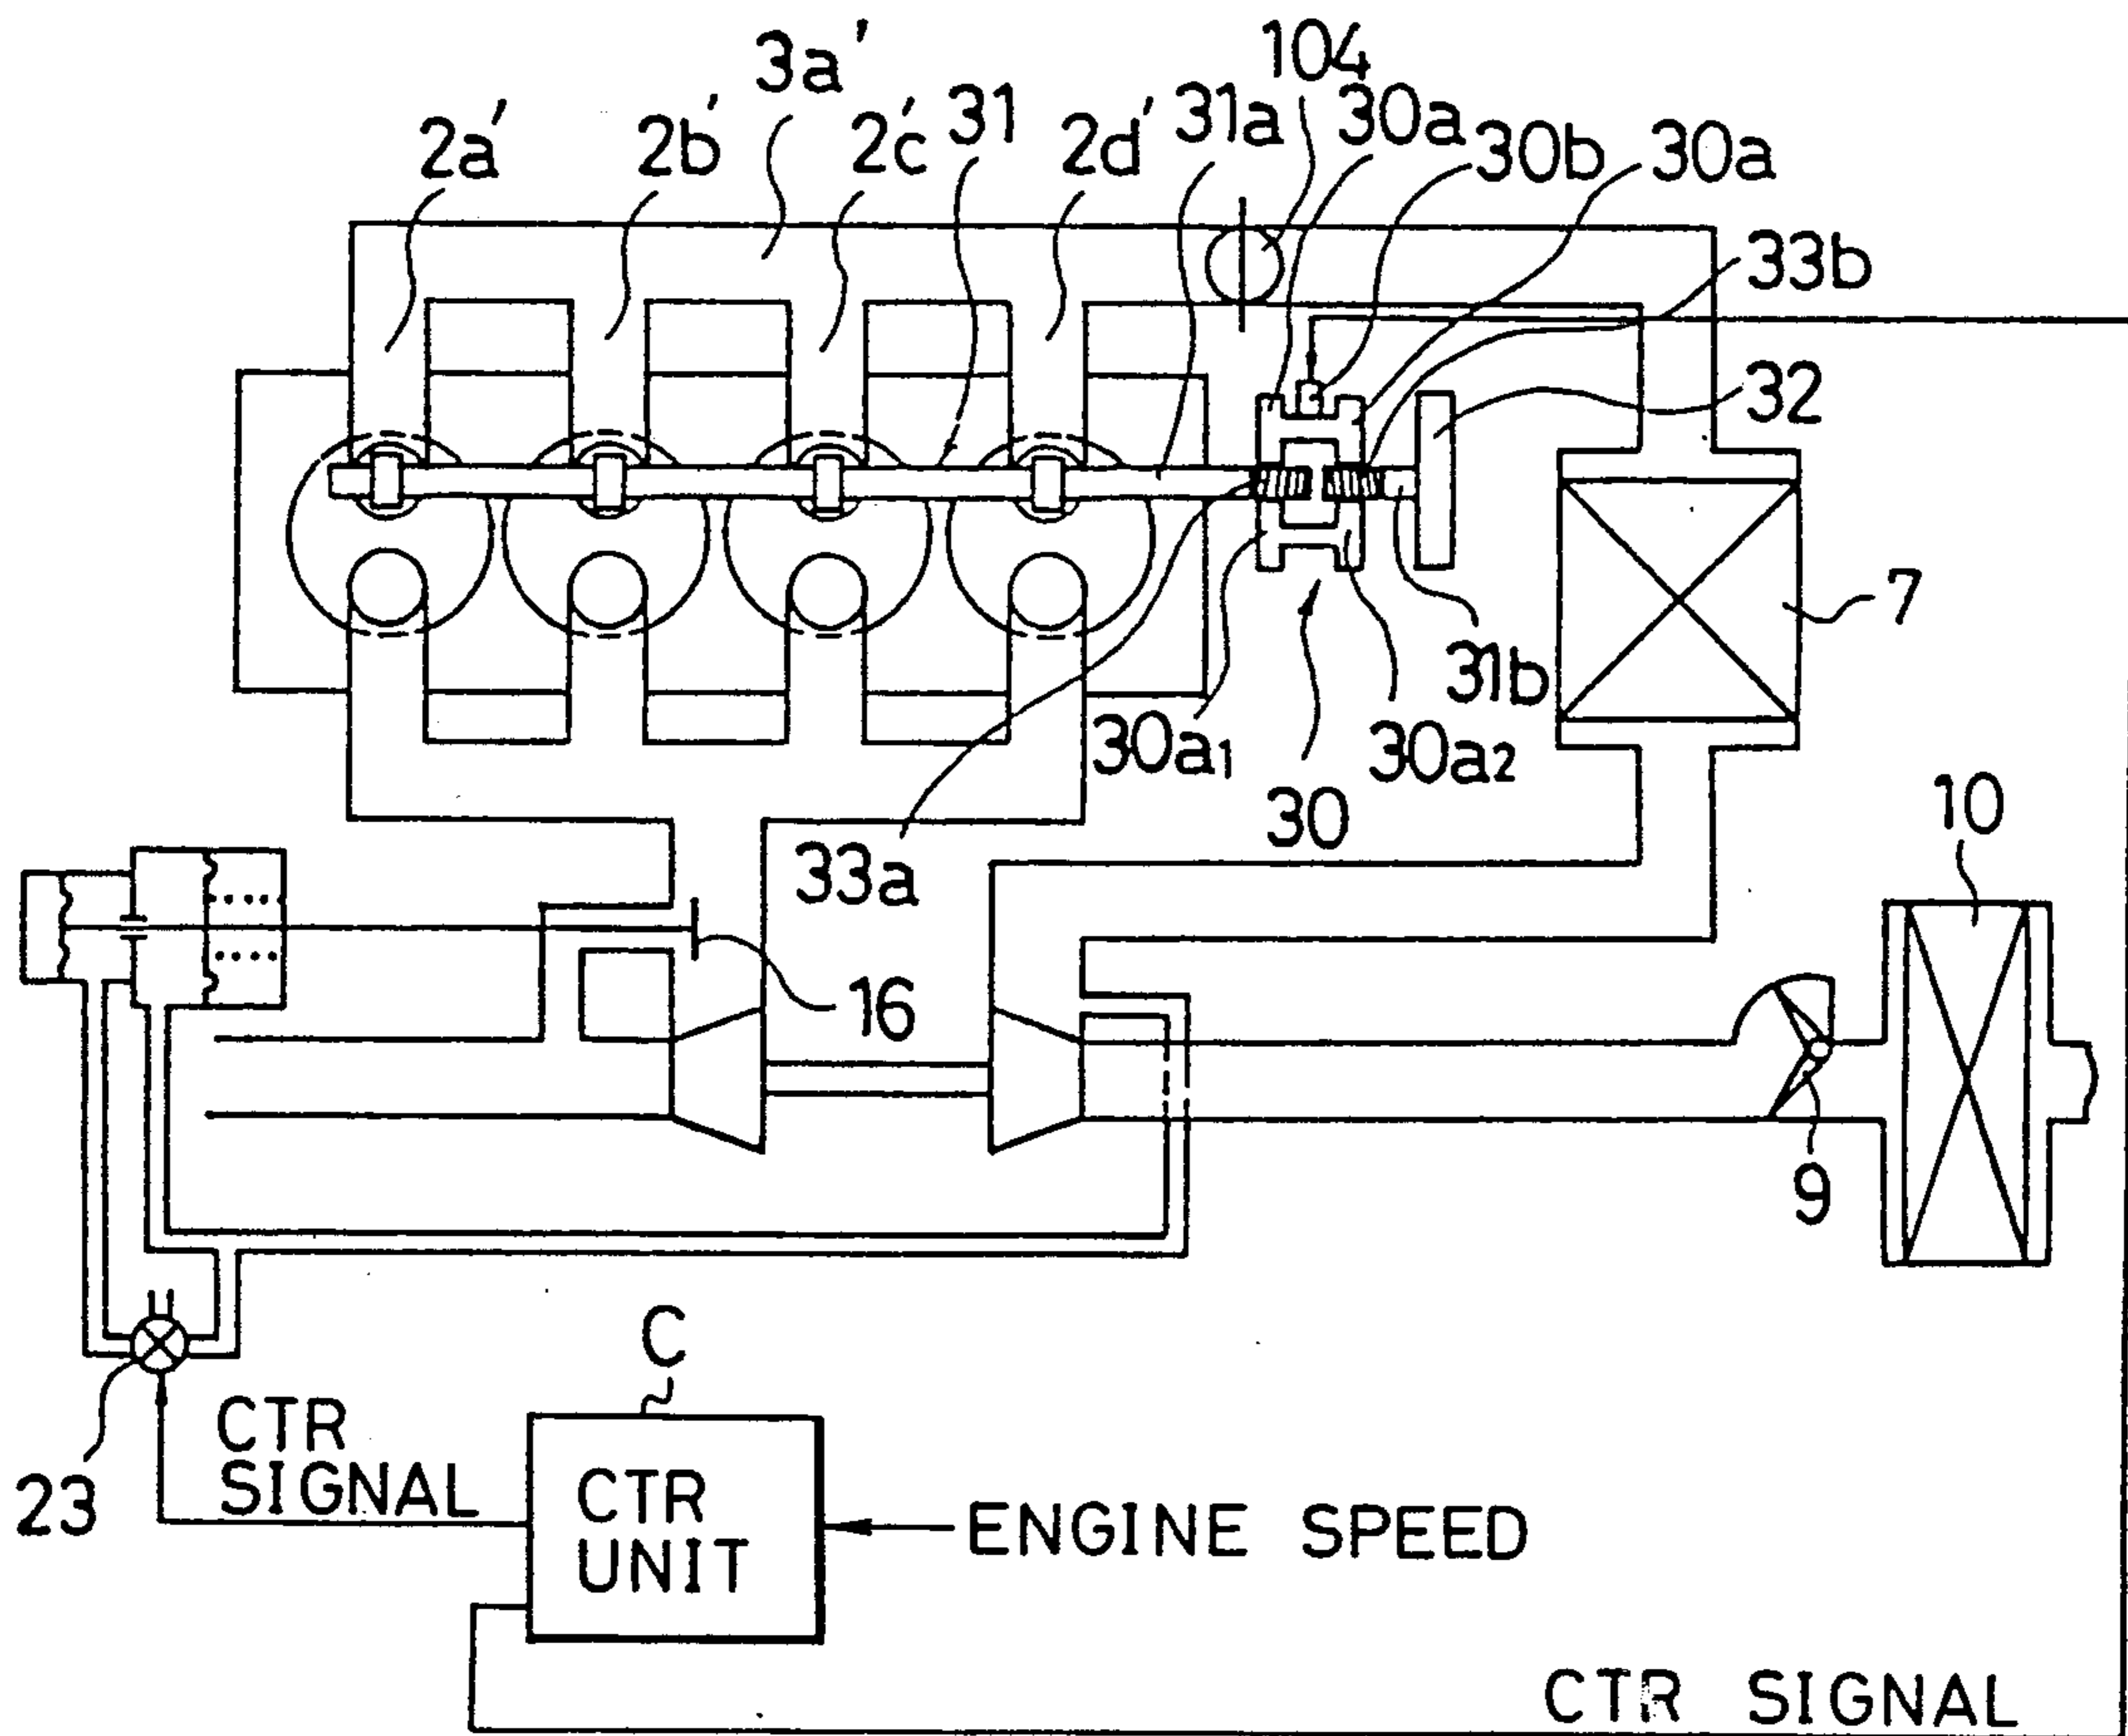 104
3a'
2a'
2b'
2c'
31
2d'
31a
30a
30b
30a
33b
32
7
31b
30a1
30a2
30
10
33a
16
9
C
CTR
SIGNAL
23
CTR
UNIT
ENGINE SPEED
CTR SIGNAL